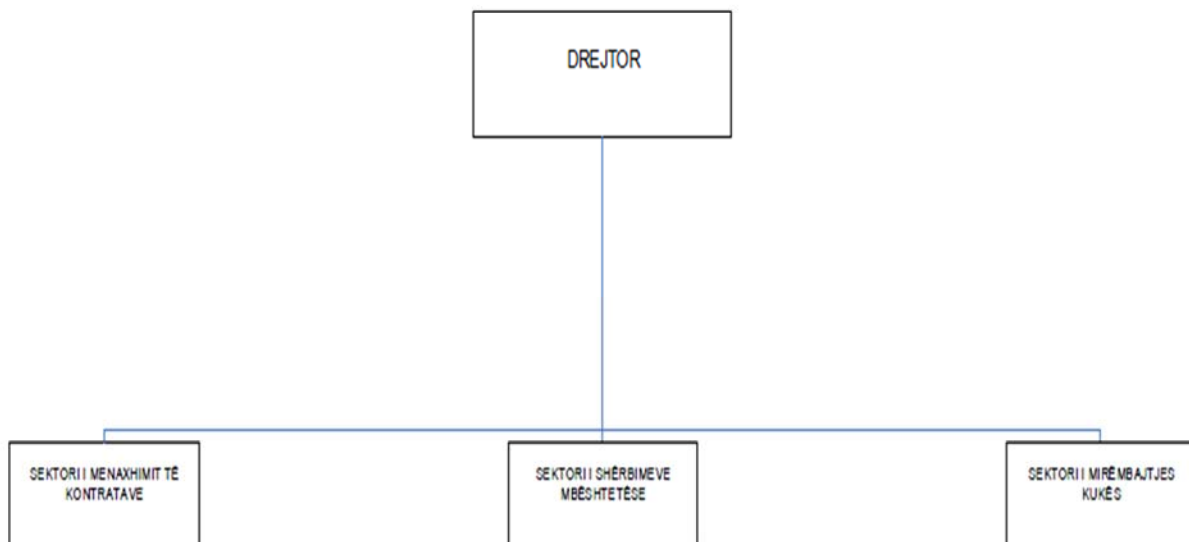 DREJTOR
SEKTORI I MENAXHIMIT TË
KONTRATAVE
SEKTORI I SHËRBIMEVE
MBËSHTETËSE
SEKTORI I MIRËMBAJTJES
KUKËS